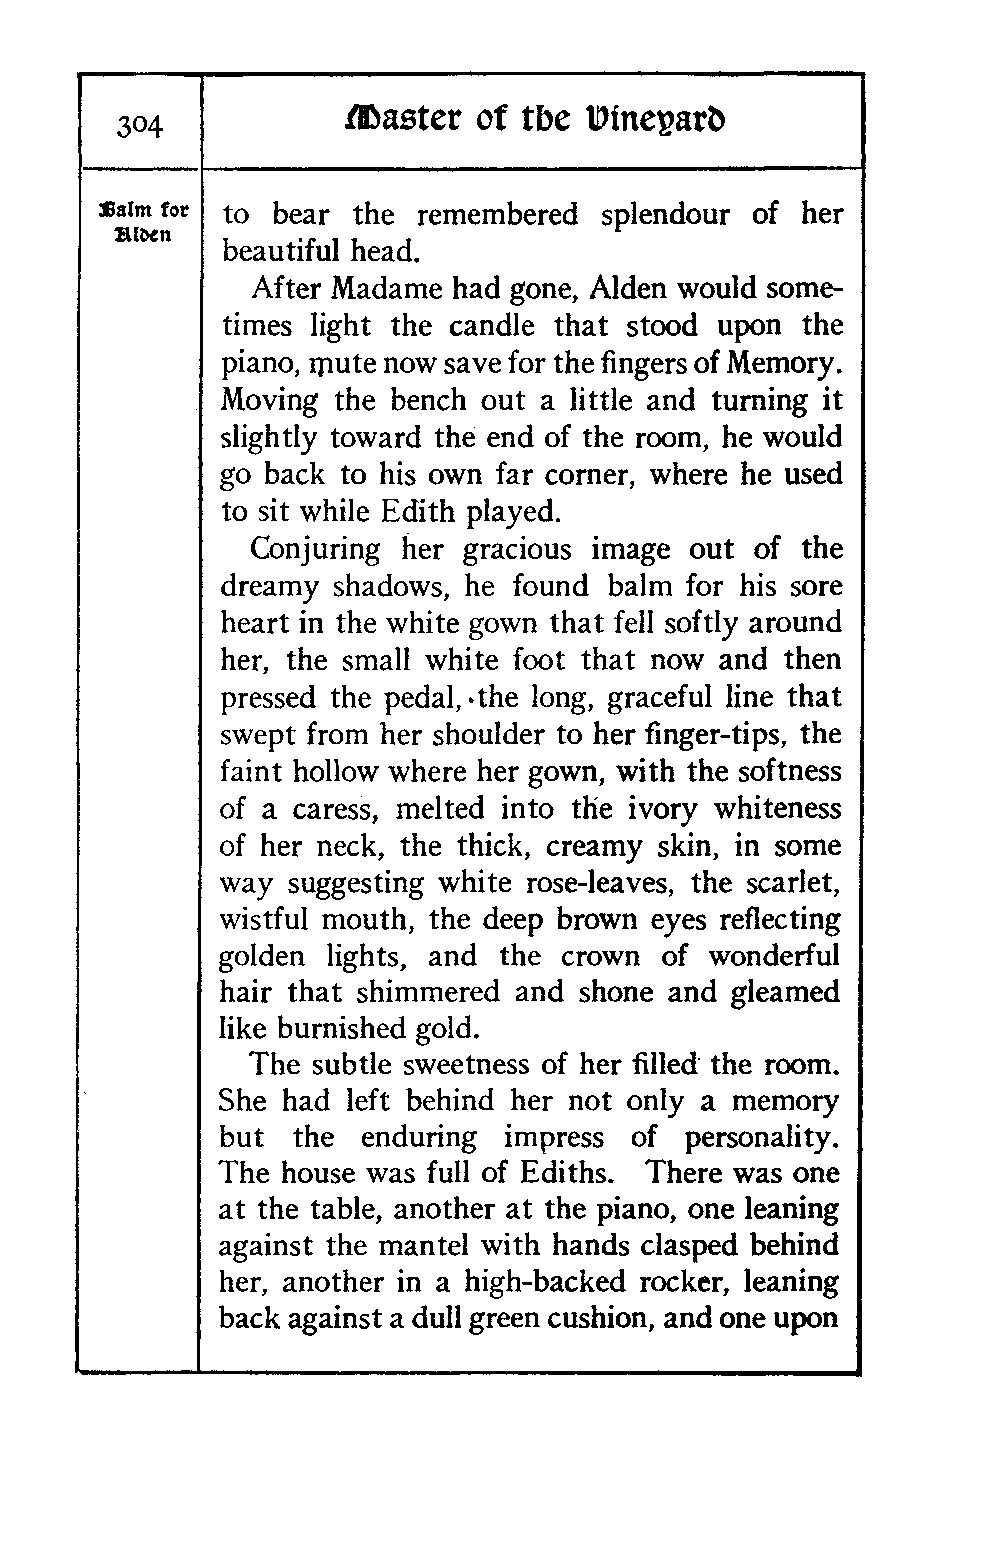 304
Master of the Vineyard
Balm for
Alden
to bear the remembered splendour of her
beautiful head.
After Madame had gone, Alden would some-
times light the candle that stood upon the
piano, mute now save for the fingers of Memory.
Moving the bench out a little and turning it
slightly toward the end of the room, he would
go back to his own far corner, where he used
to sit while Edith played.
Conjuring her gracious image out of the
dreamy shadows, he found balm for his sore
heart in the white gown that fell softly around
her, the small white foot that now and then
pressed the pedal, the long, graceful line that
swept from her shoulder to her finger-tips, the
faint hollow where her gown, with the softness
of a caress, melted into the ivory whiteness
of her neck, the thick, creamy skin, in some
way suggesting white rose-leaves, the scarlet,
wistful mouth, the deep brown eyes reflecting
golden lights, and the crown of wonderful
hair that shimmered and shone and gleamed
like burnished gold.
The subtle sweetness of her filled the room.
She had left behind her not only a memory
but the enduring impress of personality.
The house was full of Ediths. There was one
at the table, another at the piano, one leaning
against the mantel with hands clasped behind
her, another in a high-backed rocker, leaning
back against a dull green cushion, and one upon